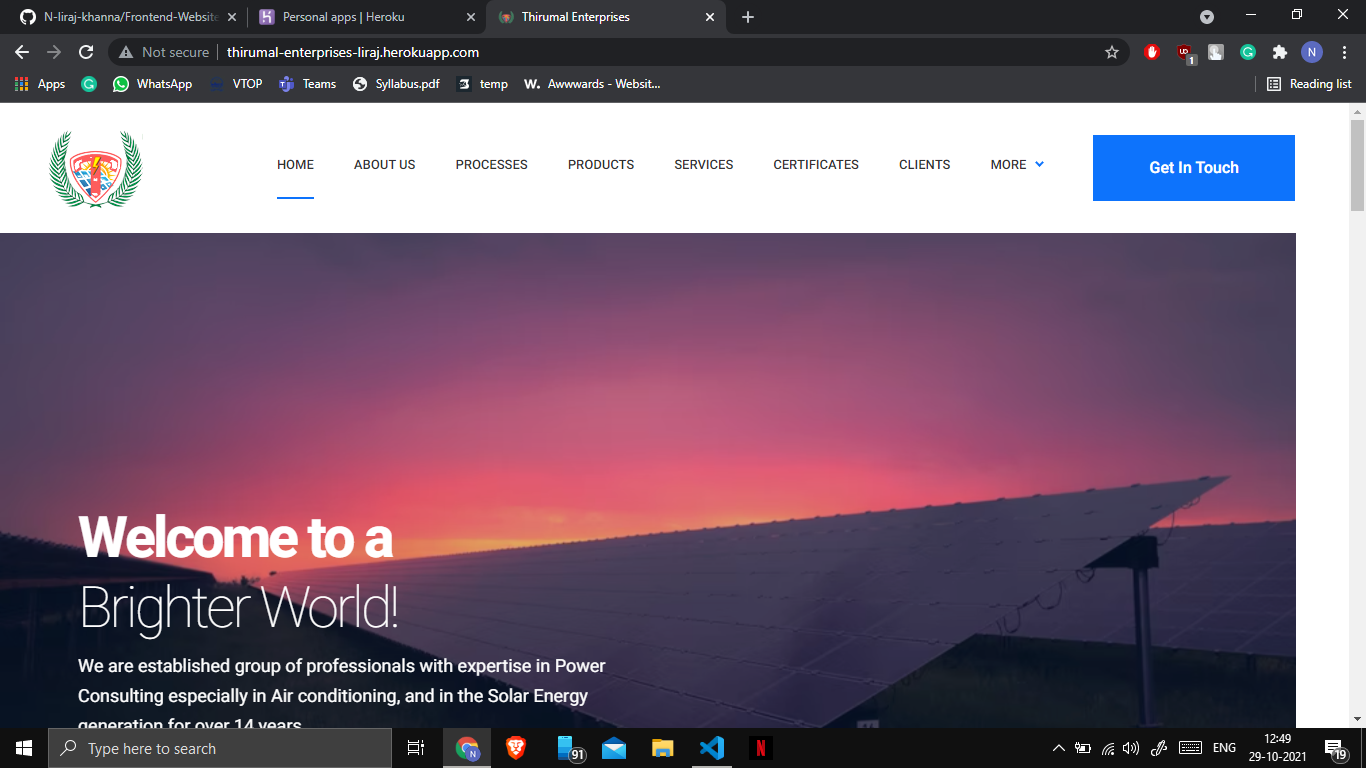 N-liraj-khanna/Frontend-Website
Personal apps | Heroku
Thirumal Enterprises
Not secure
thirumal-enterprises-liraj.herokuapp.com
UD
1
N
Apps
WhatsApp
VTOP
Teams
Syllabus.pdf
temp
W.
Awwwards - Websit...
Reading list
HOME
ABOUT US
PROCESSES
PRODUCTS
SERVICES
CERTIFICATES
CLIENTS
MORE
Get In Touch
Welcome to a
Brighter World!
We are established group of professionals with expertise in Power
Consulting especially in Air conditioning, and in the Solar Energy
generation for over 14 years
Type here to search
N
91
N
ENG
12:49
29-10-2021
19